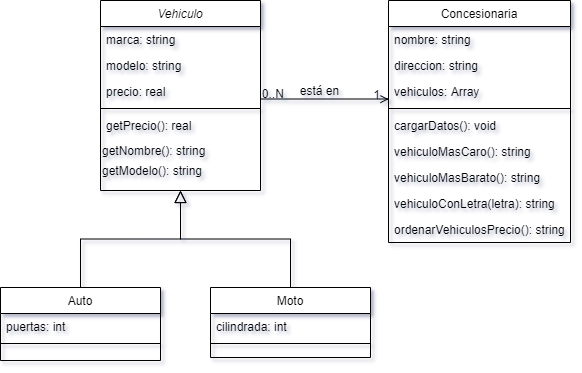 Vehiculo
marca: string
modelo: string
precio: real
getPrecio(): real
getNombre(): string
getModelo(): string
0..N
está en
1
Concesionaria
nombre: string
direccion: string
vehiculos: Array
cargarDatos(): void
vehiculoMasCaro(): string
vehiculoMasBarato(): string
vehiculoConLetra(letra): string
ordenarVehiculosPrecio(): string
Auto
puertas: int
Moto
cilindrada: int